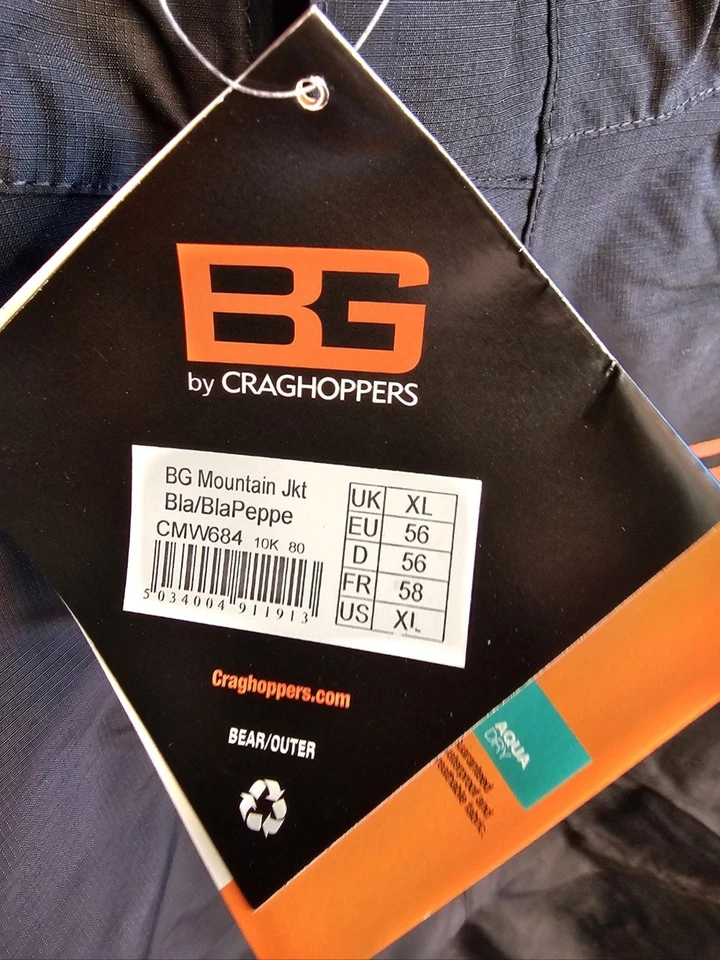 BG
by CRAGHOPPERS
BG Mountain Jkt
Bla/BlaPeppe
CMW684 10K 80
5 034004 911913
UK XL
EU 56
D 56
FR 58
US XL
Craghoppers.com
BEAR/OUTER
AQUA
DRY